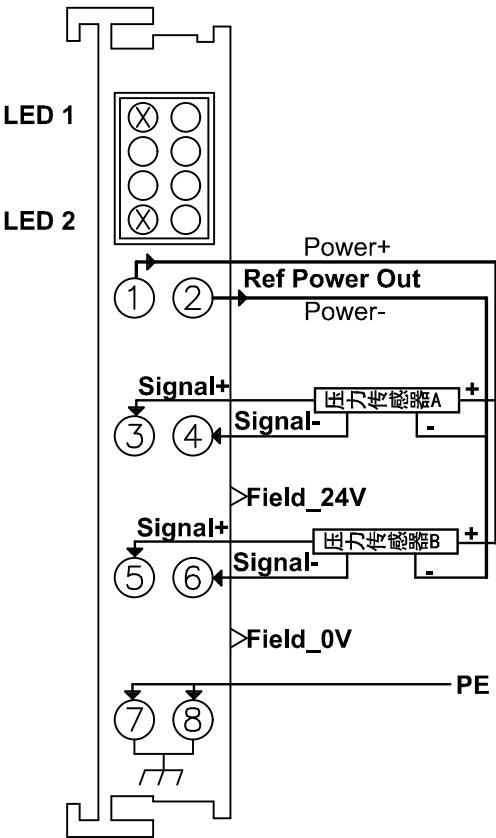 LED 1
LED 2
Power+
1 2 Ref Power Out
Power-
Signal+ 压力传感器A +
3 4 Signal- -
Field_24V
Signal+ 压力传感器B +
5 6 Signal- -
Field_0V
PE
7 8